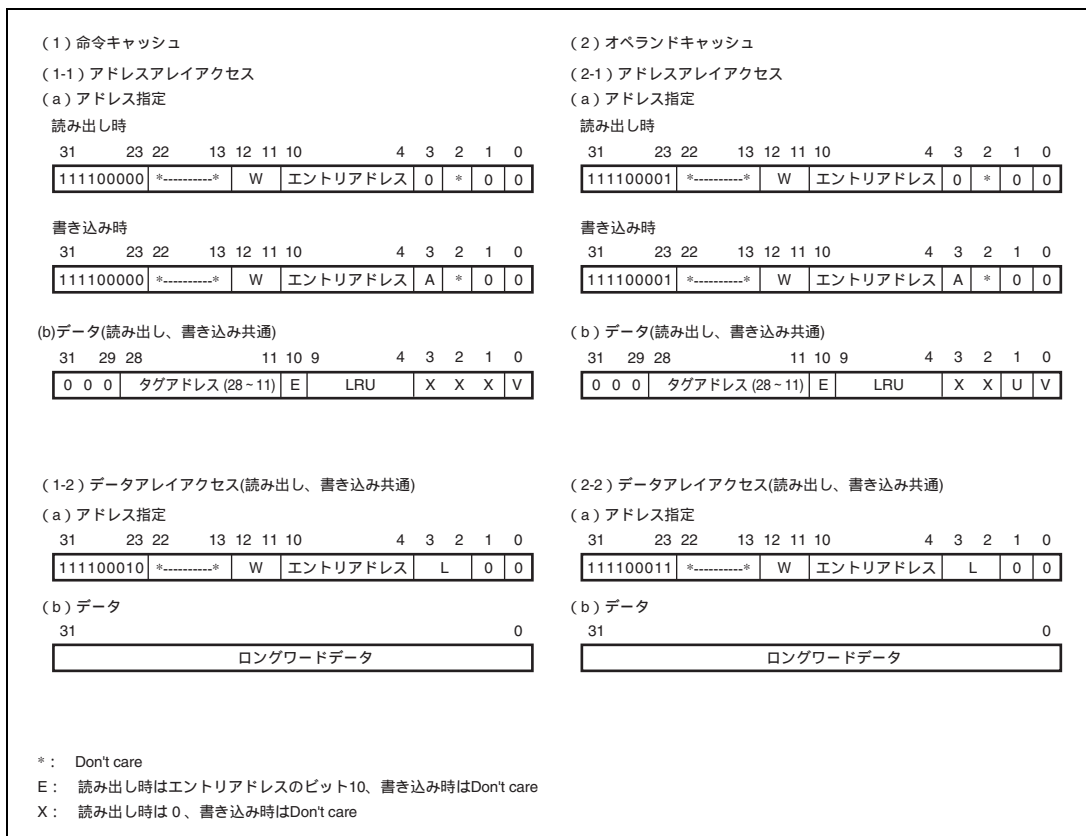 （1）命令キャッシュ
（1-1）アドレスアレイアクセス
（a）アドレス指定
読み出し時
31 23 22 13 12 11 10 4 3 2 1 0
111100000 *----------* W エントリアドレス 0 * 0 0
書き込み時
31 23 22 13 12 11 10 4 3 2 1 0
111100000 *----------* W エントリアドレス A * 0 0
(b)データ(読み出し、書き込み共通)
31 29 28 11 10 9 4 3 2 1 0
0 0 0 タグアドレス (28～11) E LRU X X X V
（1-2）データアレイアクセス(読み出し、書き込み共通)
（a）アドレス指定
31 23 22 13 12 11 10 4 3 2 1 0
111100010 *----------* W エントリアドレス L 0 0
（b）データ
31 0
ロングワードデータ
（2）オペランドキャッシュ
（2-1）アドレスアレイアクセス
（a）アドレス指定
読み出し時
31 23 22 13 12 11 10 4 3 2 1 0
111100001 *----------* W エントリアドレス 0 * 0 0
書き込み時
31 23 22 13 12 11 10 4 3 2 1 0
111100001 *----------* W エントリアドレス A * 0 0
（b）データ(読み出し、書き込み共通)
31 29 28 11 10 9 4 3 2 1 0
0 0 0 タグアドレス (28～11) E LRU X X U V
（2-2）データアレイアクセス(読み出し、書き込み共通)
（a）アドレス指定
31 23 22 13 12 11 10 4 3 2 1 0
111100011 *----------* W エントリアドレス L 0 0
（b）データ
31 0
ロングワードデータ
*： Don't care
E： 読み出し時はエントリアドレスのビット10、書き込み時はDon't care
X： 読み出し時は 0 、書き込み時はDon't care